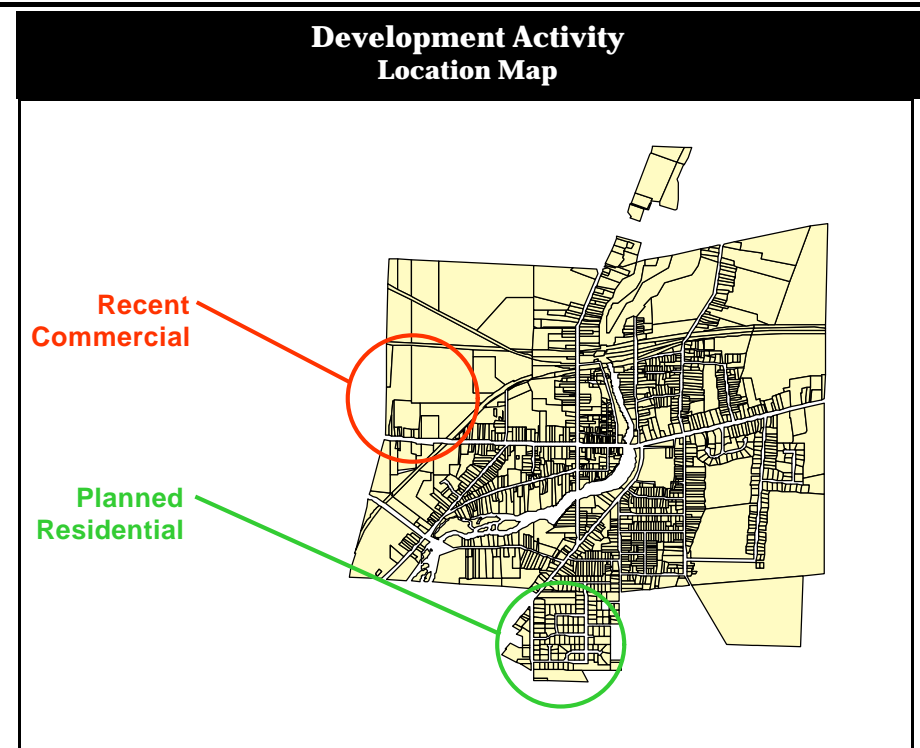 Development Activity
Location Map
Recent
Commercial
Planned
Residential